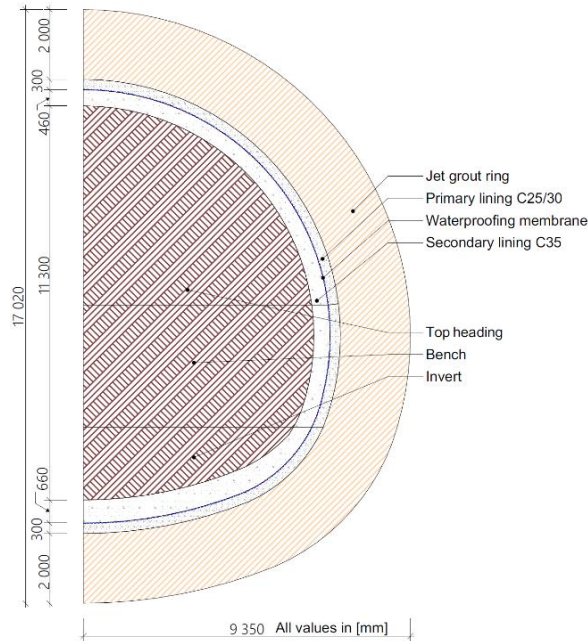 2 000
300
460
11 300
17 020
660
300
2 000
Jet grout ring
Primary lining C25/30
Waterproofing membrane
Secondary lining C35
Top heading
Bench
Invert
9 350 All values in [mm]